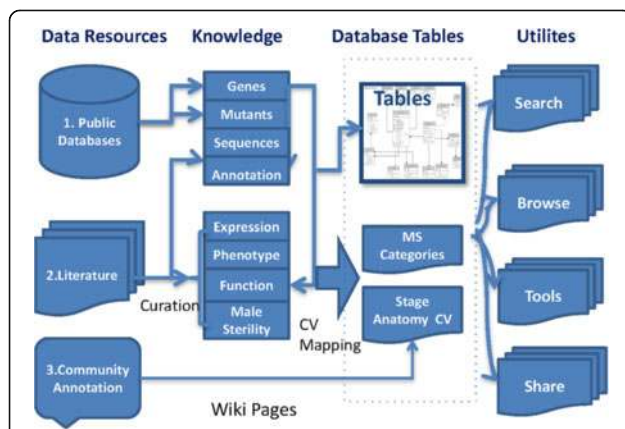 Data Resources
Knowledge
Database Tables
Utilites
1. Public
Databases
Genes
Mutants
Sequences
Annotation
Tables
Search
2.Literature
Curation
Expression
Phenotype
Function
Male
Sterility
CV
Mapping
MS
Categories
Stage
Anatomy CV
Browse
Tools
Share
3.Community
Annotation
Wiki Pages